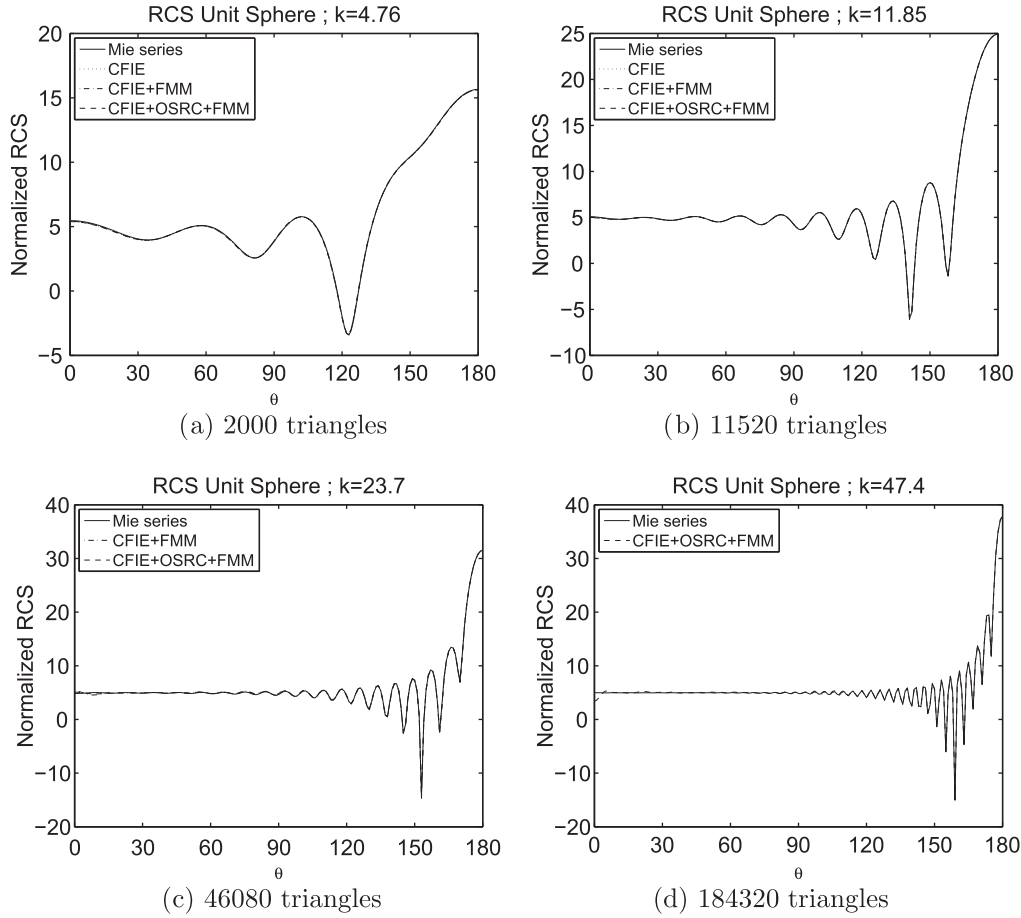 RCS Unit Sphere ; k=4.76
20
15
10
5
0
−5
Normalized RCS
Mie series
CFIE
CFIE+FMM
CFIE+OSRC+FMM
0 30 60 90 120 150 180
θ
(a) 2000 triangles
RCS Unit Sphere ; k=11.85
25
20
15
10
5
0
−5
−10
Normalized RCS
Mie series
CFIE
CFIE+FMM
CFIE+OSRC+FMM
0 30 60 90 120 150 180
θ
(b) 11520 triangles
RCS Unit Sphere ; k=23.7
40
30
20
10
0
−10
−20
Normalized RCS
Mie series
CFIE+FMM
CFIE+OSRC+FMM
0 30 60 90 120 150 180
θ
(c) 46080 triangles
RCS Unit Sphere ; k=47.4
40
30
20
10
0
−10
−20
Normalized RCS
Mie series
CFIE+OSRC+FMM
0 30 60 90 120 150 180
θ
(d) 184320 triangles